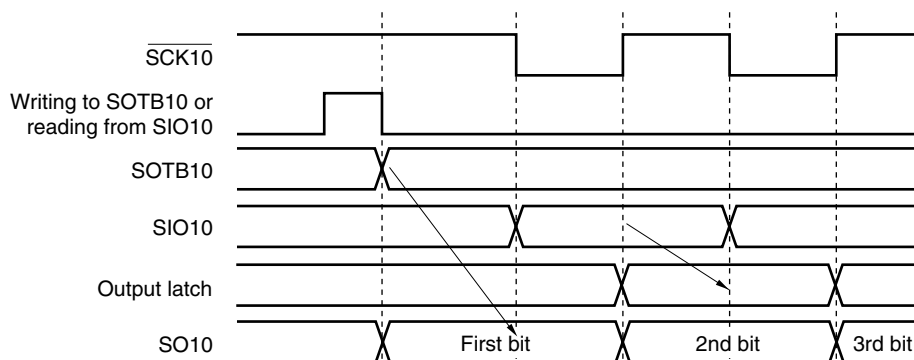 SCK10
Writing to SOTB10 or
reading from SIO10
SOTB10
SIO10
Output latch
SO10
First bit
2nd bit
3rd bit